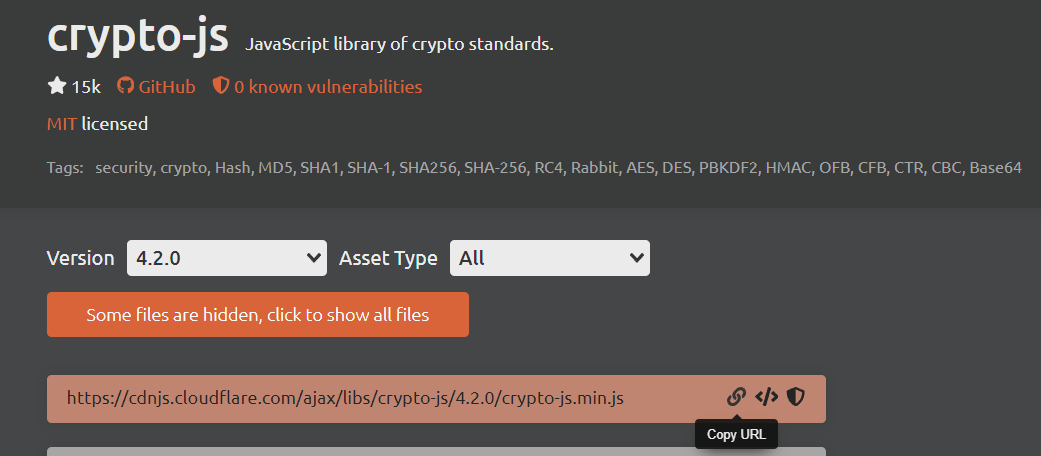 crypto-js JavaScript library of crypto standards.
15k GitHub 0 known vulnerabilities
MIT licensed
Tags: security, crypto, Hash, MD5, SHA1, SHA-1, SHA256, SHA-256, RC4, Rabbit, AES, DES, PBKDF2, HMAC, OFB, CFB, CTR, CBC, Base64
Version 4.2.0 Asset Type All
Some files are hidden, click to show all files
https://cdnjs.cloudflare.com/ajax/libs/crypto-js/4.2.0/crypto-js.min.js
Copy URL